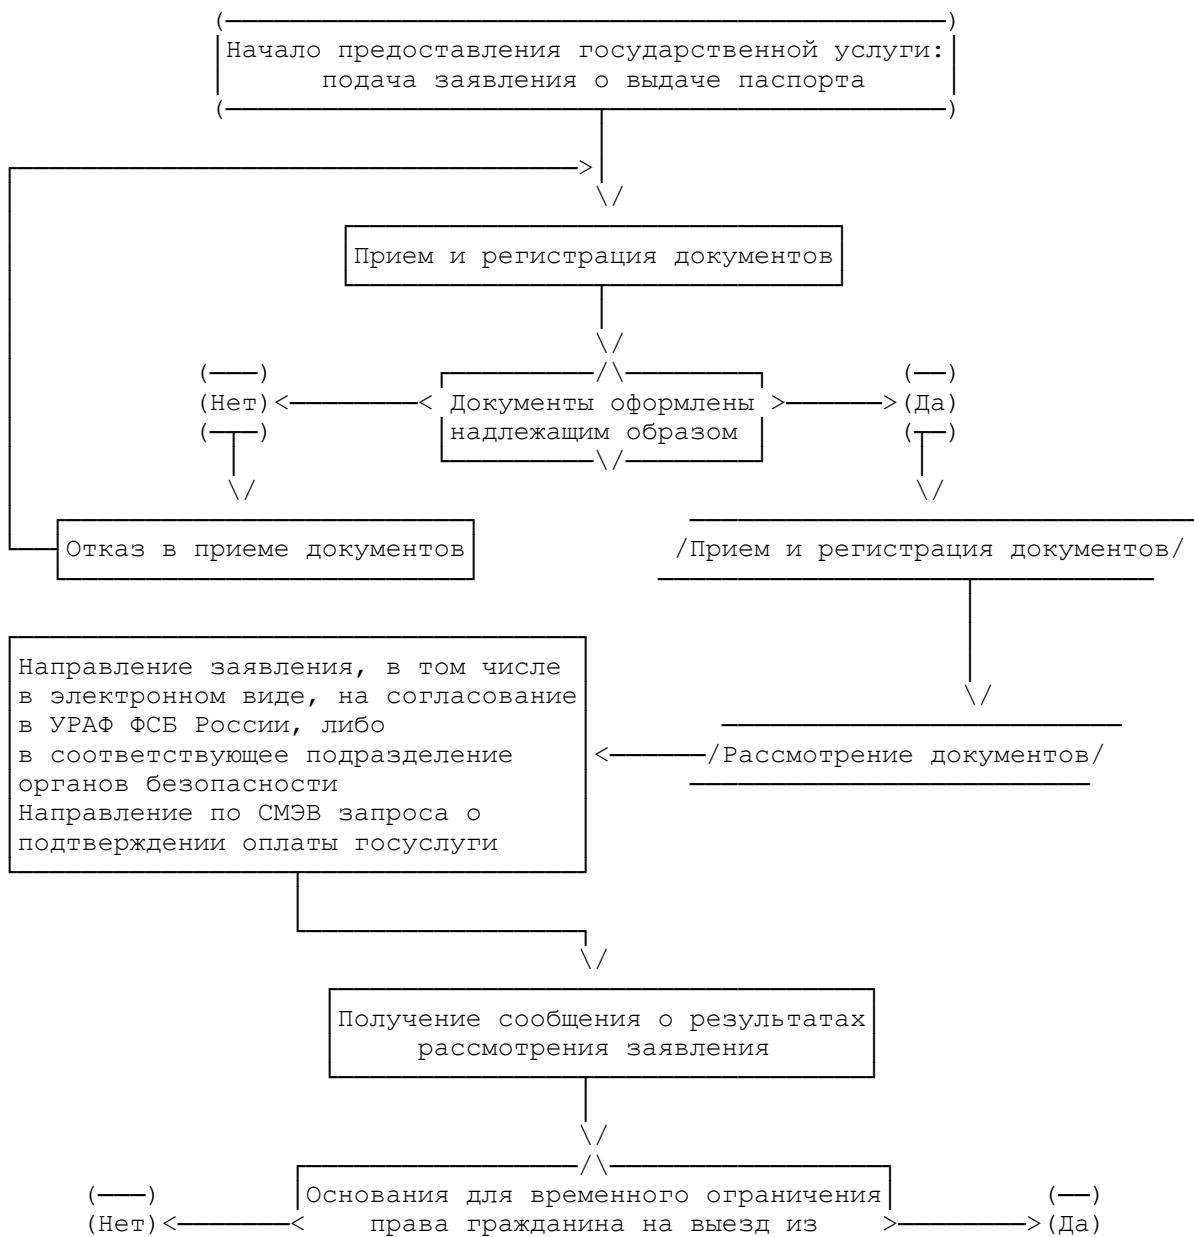 Начало предоставления государственной услуги:
подача заявления о выдаче паспорта
Прием и регистрация документов
(Нет)
Документы оформлены
(Да)
надлежащим образом
Отказ в приеме документов
/Прием и регистрация документов/
Направление заявления, в том числе
в электронном виде, на согласование
в УРАФ ФСБ России, либо
в соответствующее подразделение
органов безопасности
Направление по СМЭВ запроса о
подтверждении оплаты госуслуги
/Рассмотрение документов/
Получение сообщения о результатах
рассмотрения заявления
Основания для временного ограничения
(Нет)
права гражданина на выезд из
(Да)